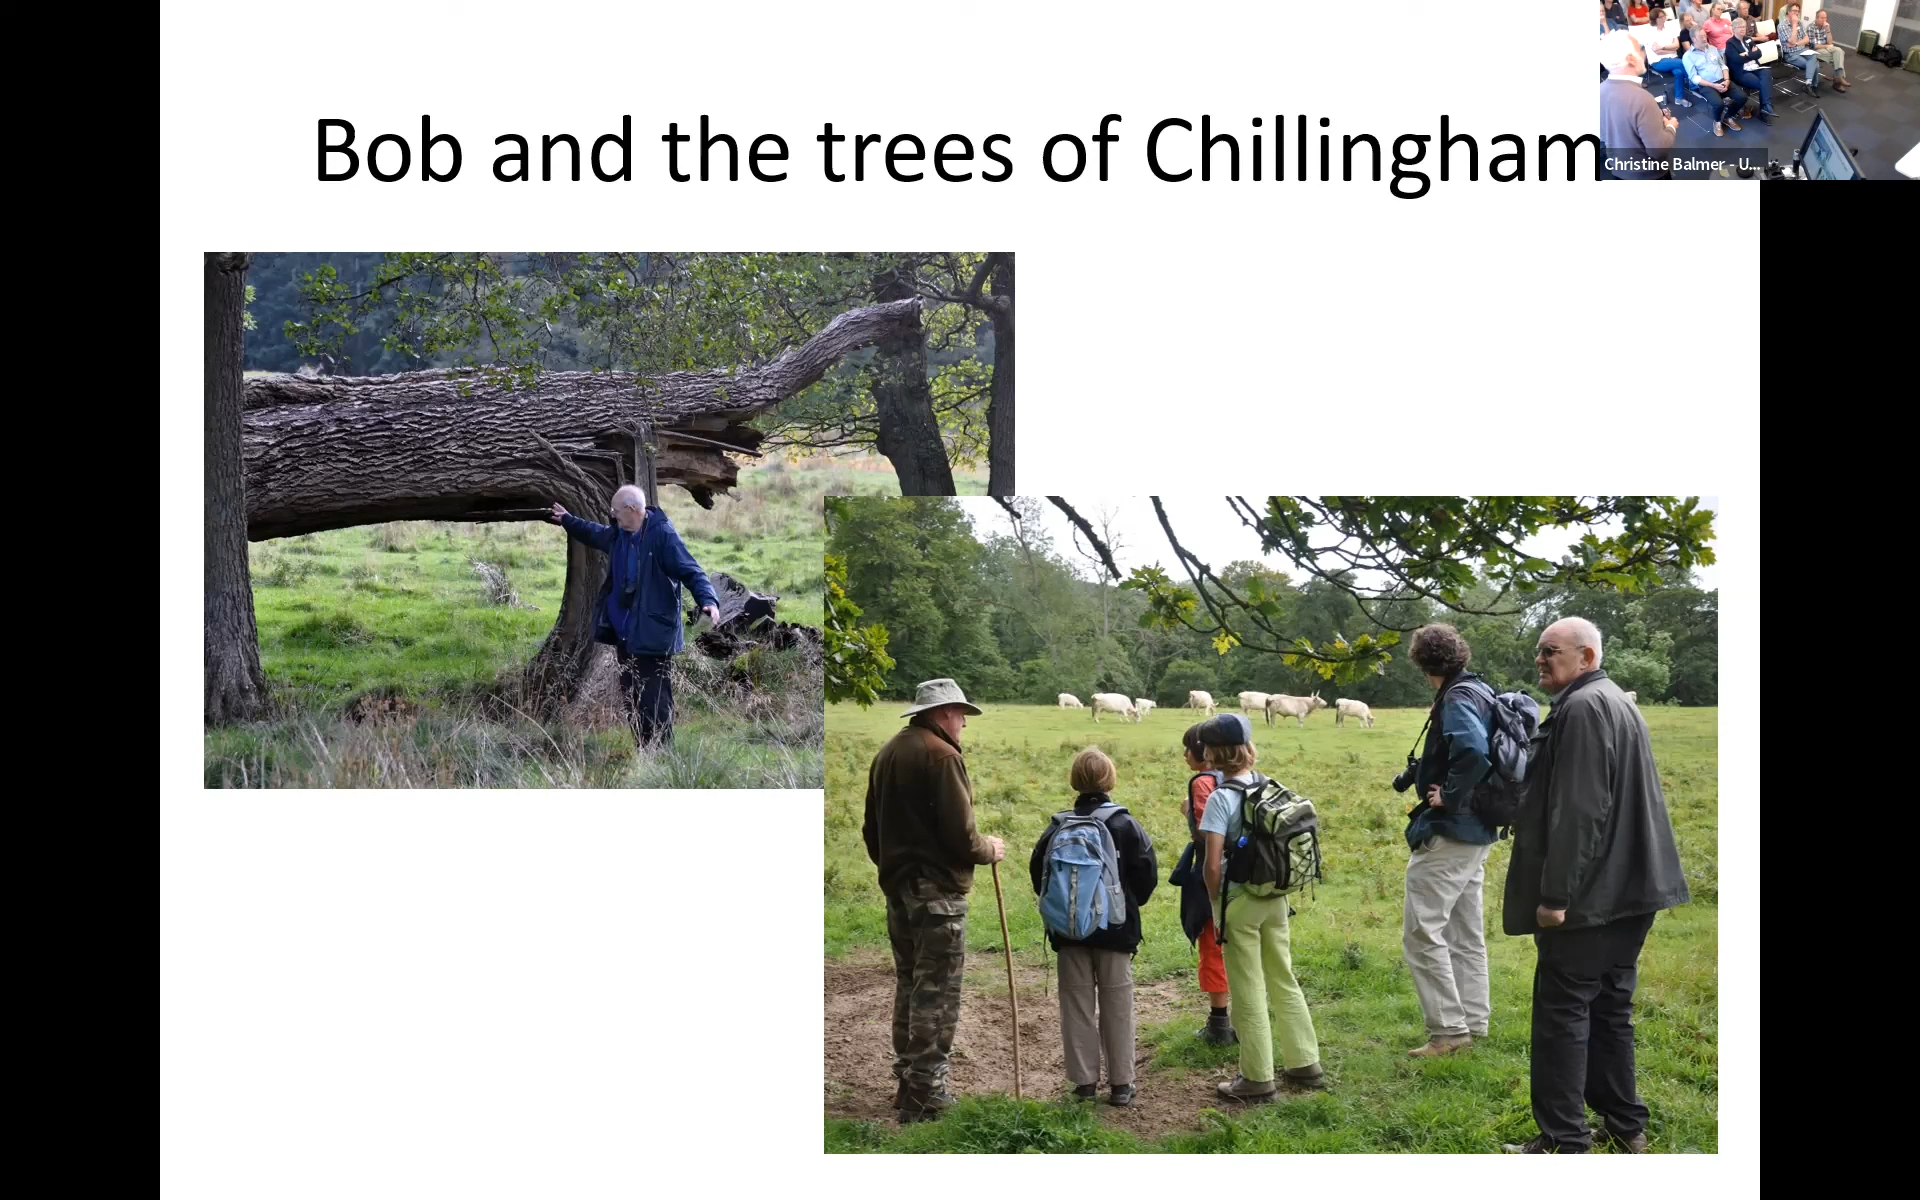 Bob and the trees of Chillingham
Christine Balmer - U...